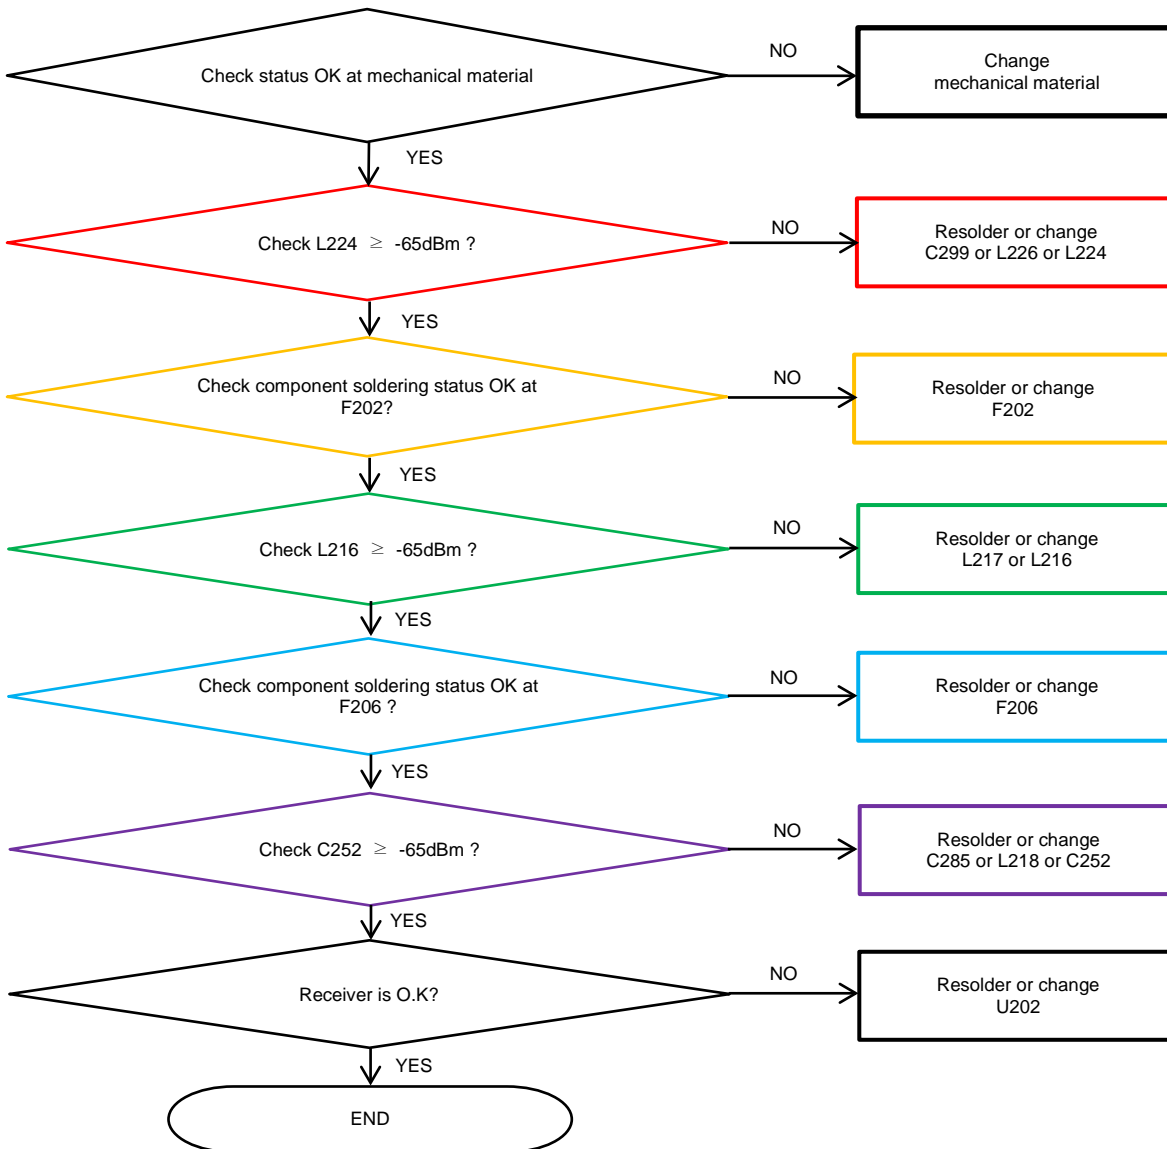 Check status OK at mechanical material
NO
Change
mechanical material
YES
Check L224 ≥ -65dBm ?
NO
Resolder or change
C299 or L226 or L224
YES
Check component soldering status OK at
F202?
NO
Resolder or change
F202
YES
Check L216 ≥ -65dBm ?
NO
Resolder or change
L217 or L216
YES
Check component soldering status OK at
F206 ?
NO
Resolder or change
F206
YES
Check C252 ≥ -65dBm ?
NO
Resolder or change
C285 or L218 or C252
YES
Receiver is O.K?
NO
Resolder or change
U202
YES
END